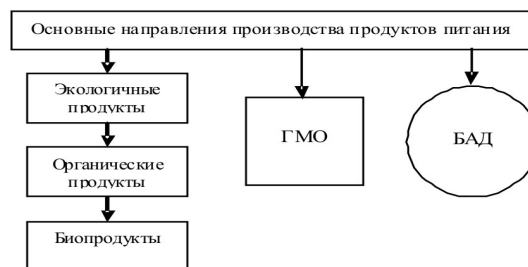 Основные направления производства продуктов питания
Экологичные
продукты
ГМО
БАД
Органические
продукты
Биопродукты